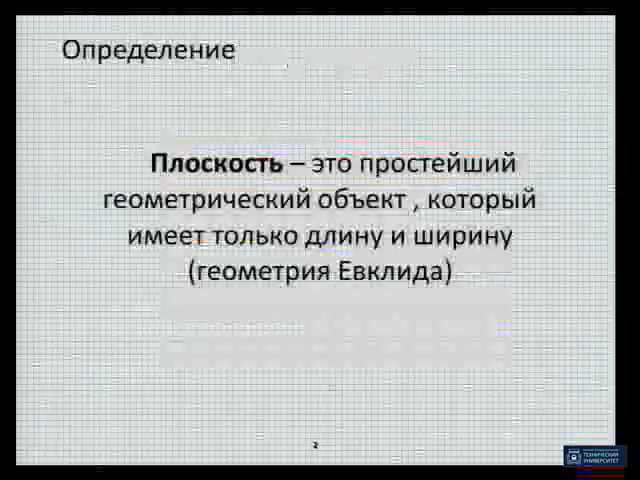 Определение
Плоскость – это простейший
геометрический объект , который
имеет только длину и ширину
(геометрия Евклида)
2
ТЕХНИЧЕСКИЙ
УНИВЕРСИТЕТ